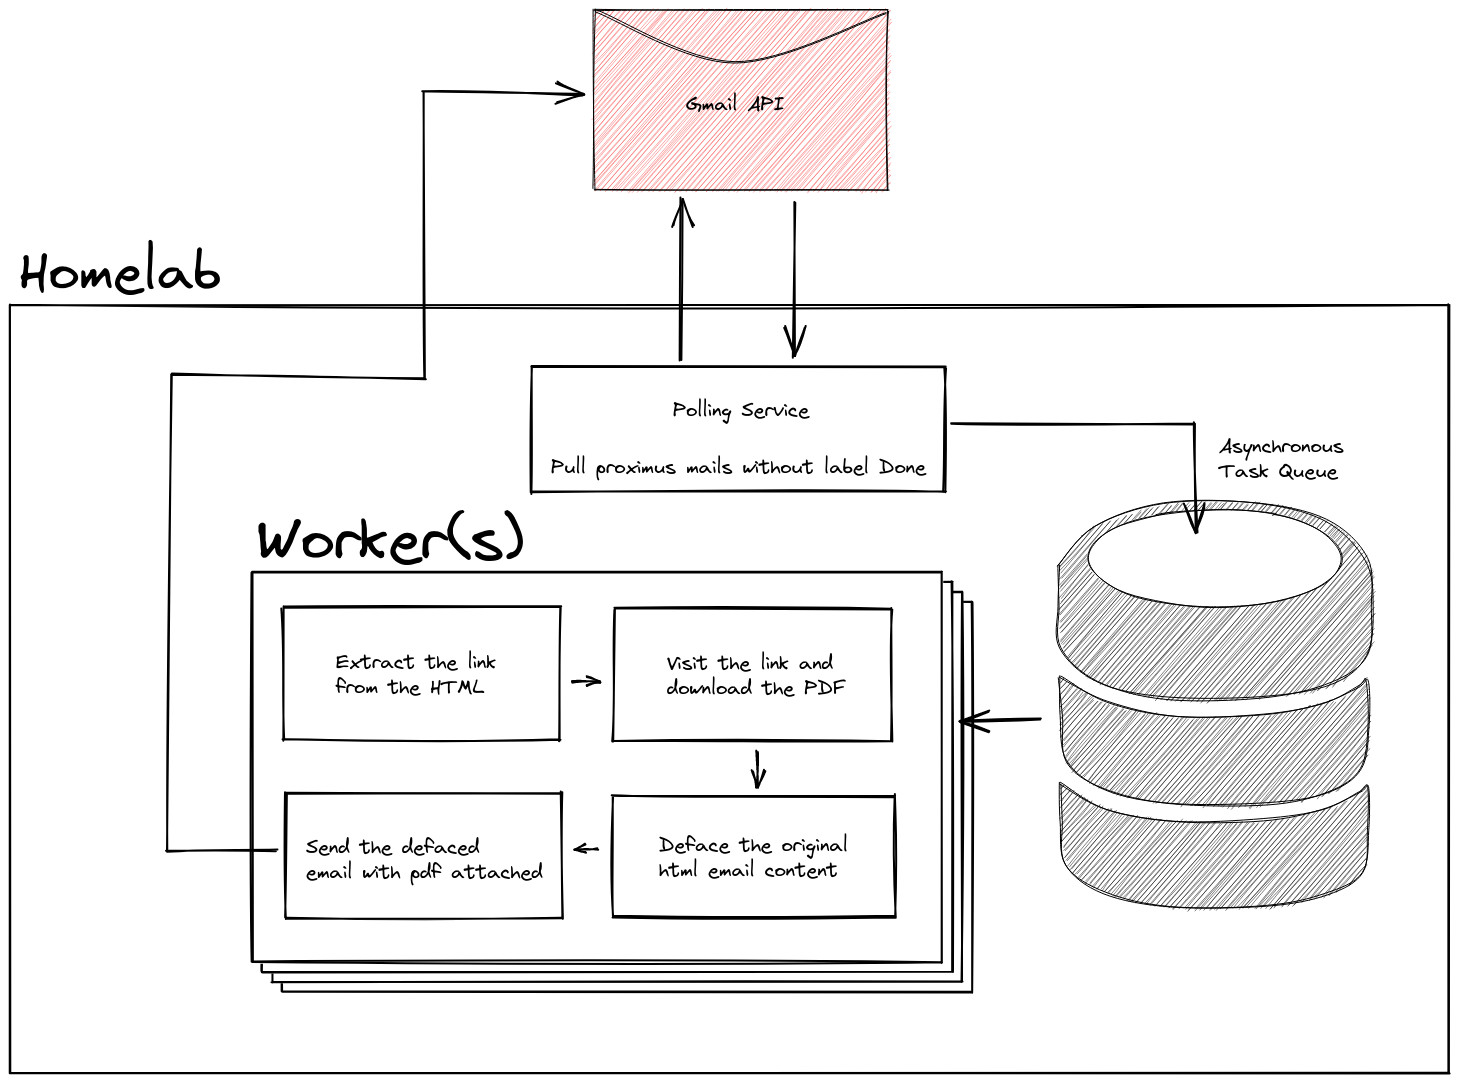 Gmail API
Homelab
Polling Service
Pull proximus mails without label Done
Asynchronous
Task Queue
Worker(s)
Extract the link
from the HTML
Visit the link and
download the PDF
Send the defaced
email with pdf attached
Deface the original
html email content